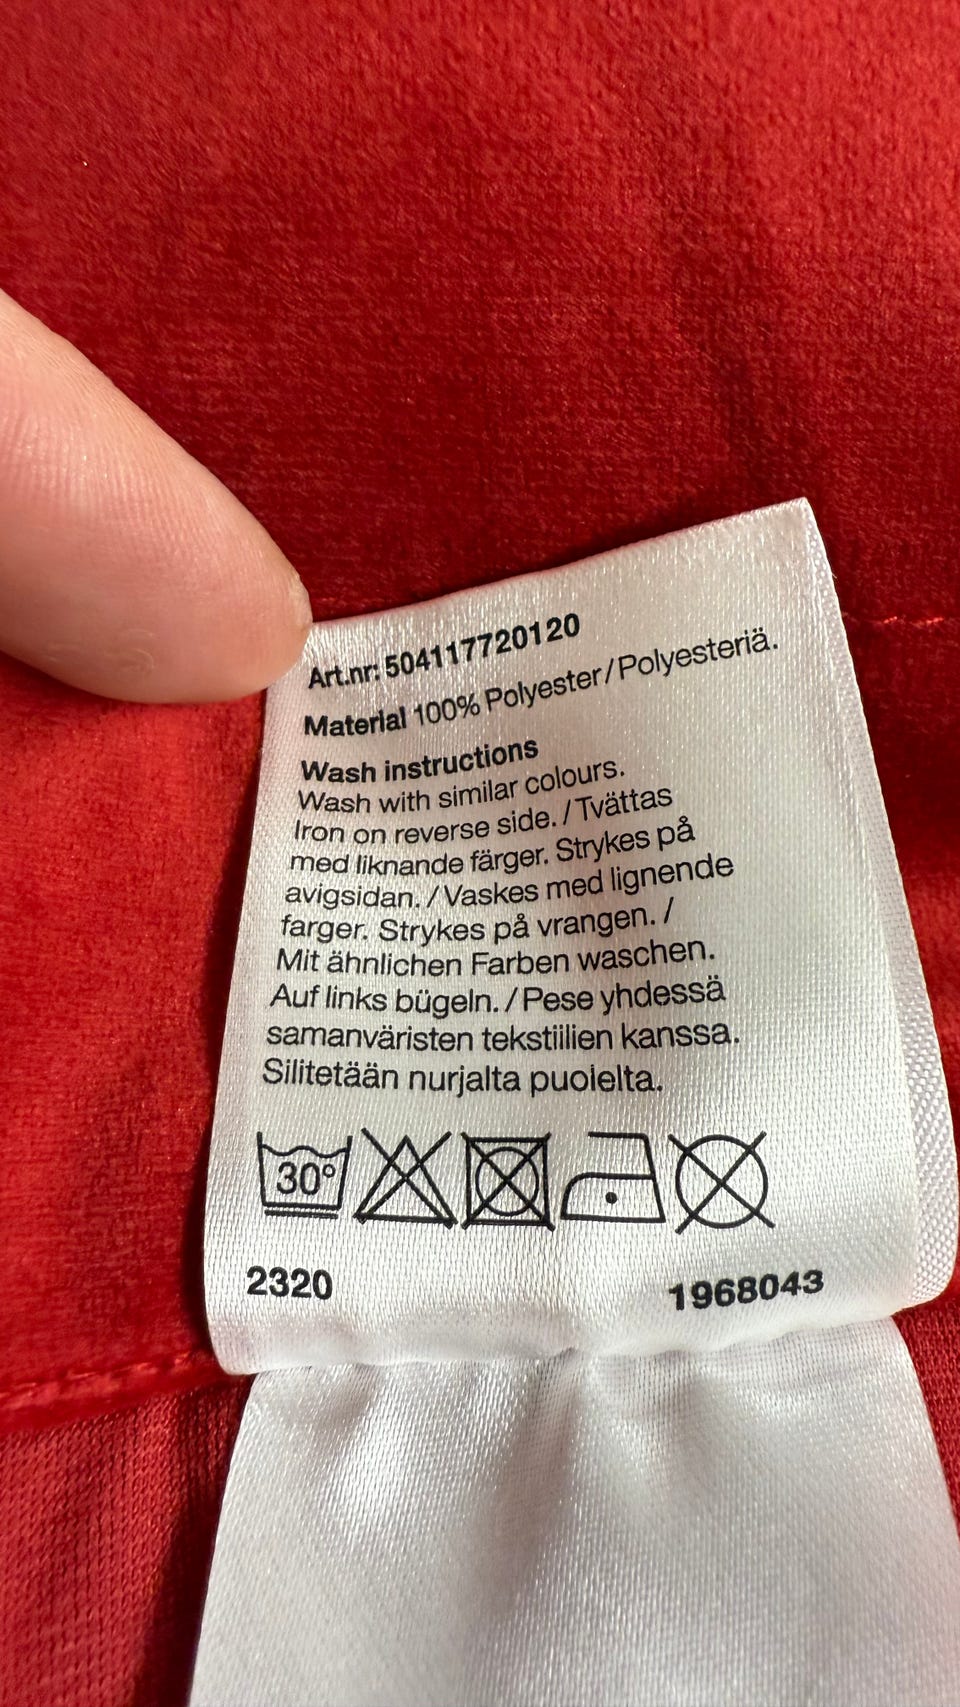 Art.nr: 504117720120
Material 100% Polyester/Polyesteriä.
Wash instructions
Wash with similar colours.
Iron on reverse side. / Tvättas
med liknande färger. Strykes på
avigsidan. / Vaskes med lignende
farger. Strykes på vrangen. /
Mit ähnlichen Farben waschen.
Auf links bügeln. / Pese yhdessä
samanväristen tekstiilien kanssa.
Silitetään nurjalta puolelta.
30°
2320 1968043